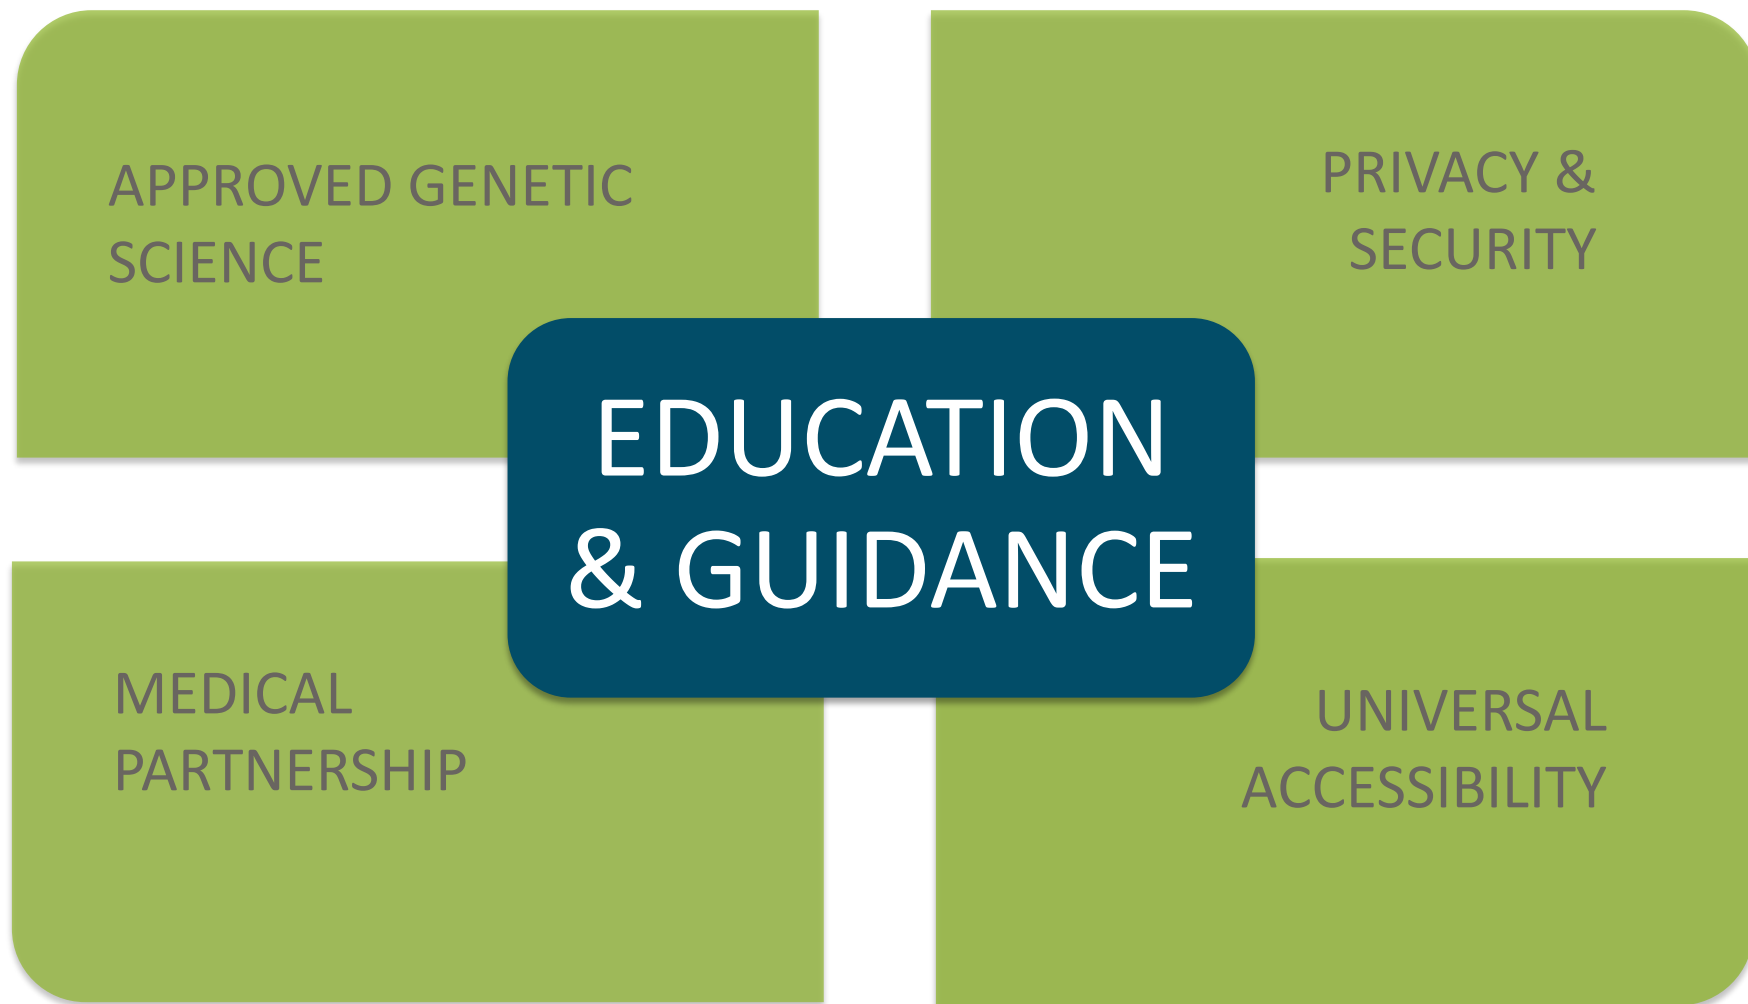 APPROVED GENETIC
SCIENCE
PRIVACY &
SECURITY
EDUCATION
& GUIDANCE
MEDICAL
PARTNERSHIP
UNIVERSAL
ACCESSIBILITY